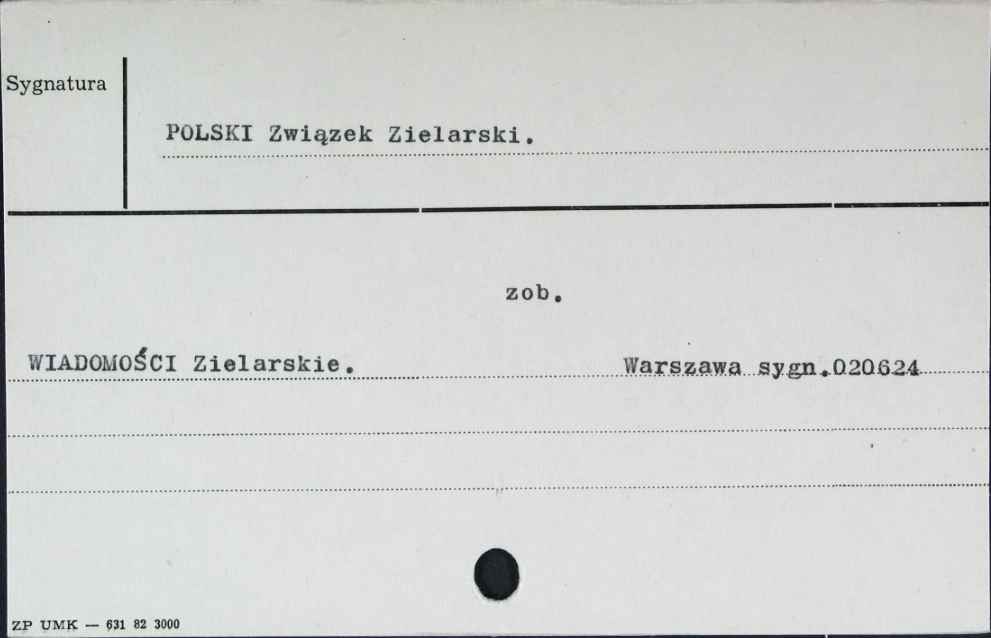 Sygnatura
POLSKI Związek Zielarski.
zob.
WIADOMOŚCI Zielarskie. Warszawa sygn.020624
ZP UMK — 631 82 3000